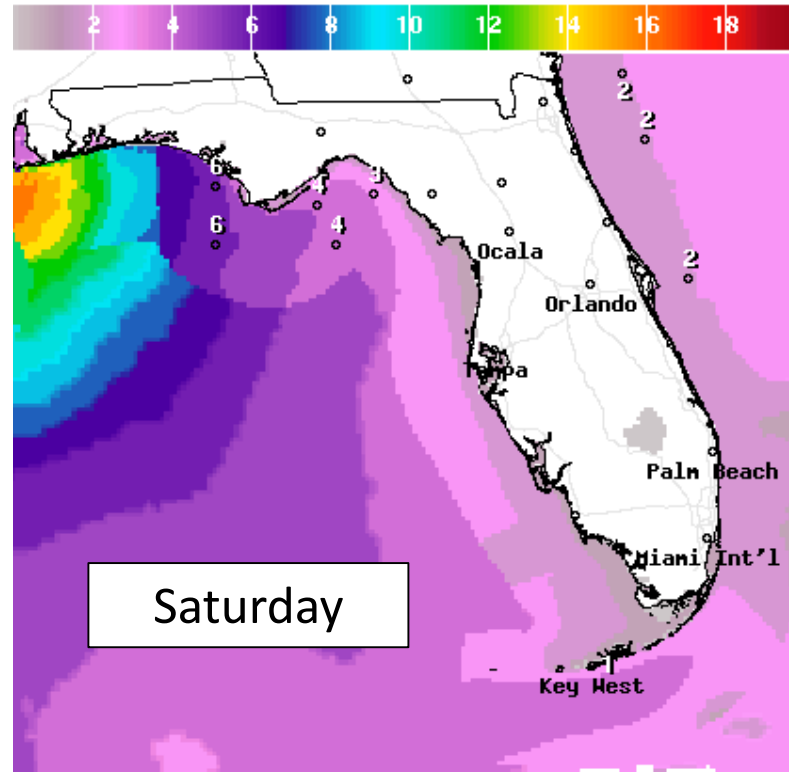 2 4 6 8 10 12 14 16 18
2
2
6 4 3
6 4
Ocala
2
Orlando
Tampa
Palm Beach
Miami Int'l
Saturday
1
Key West